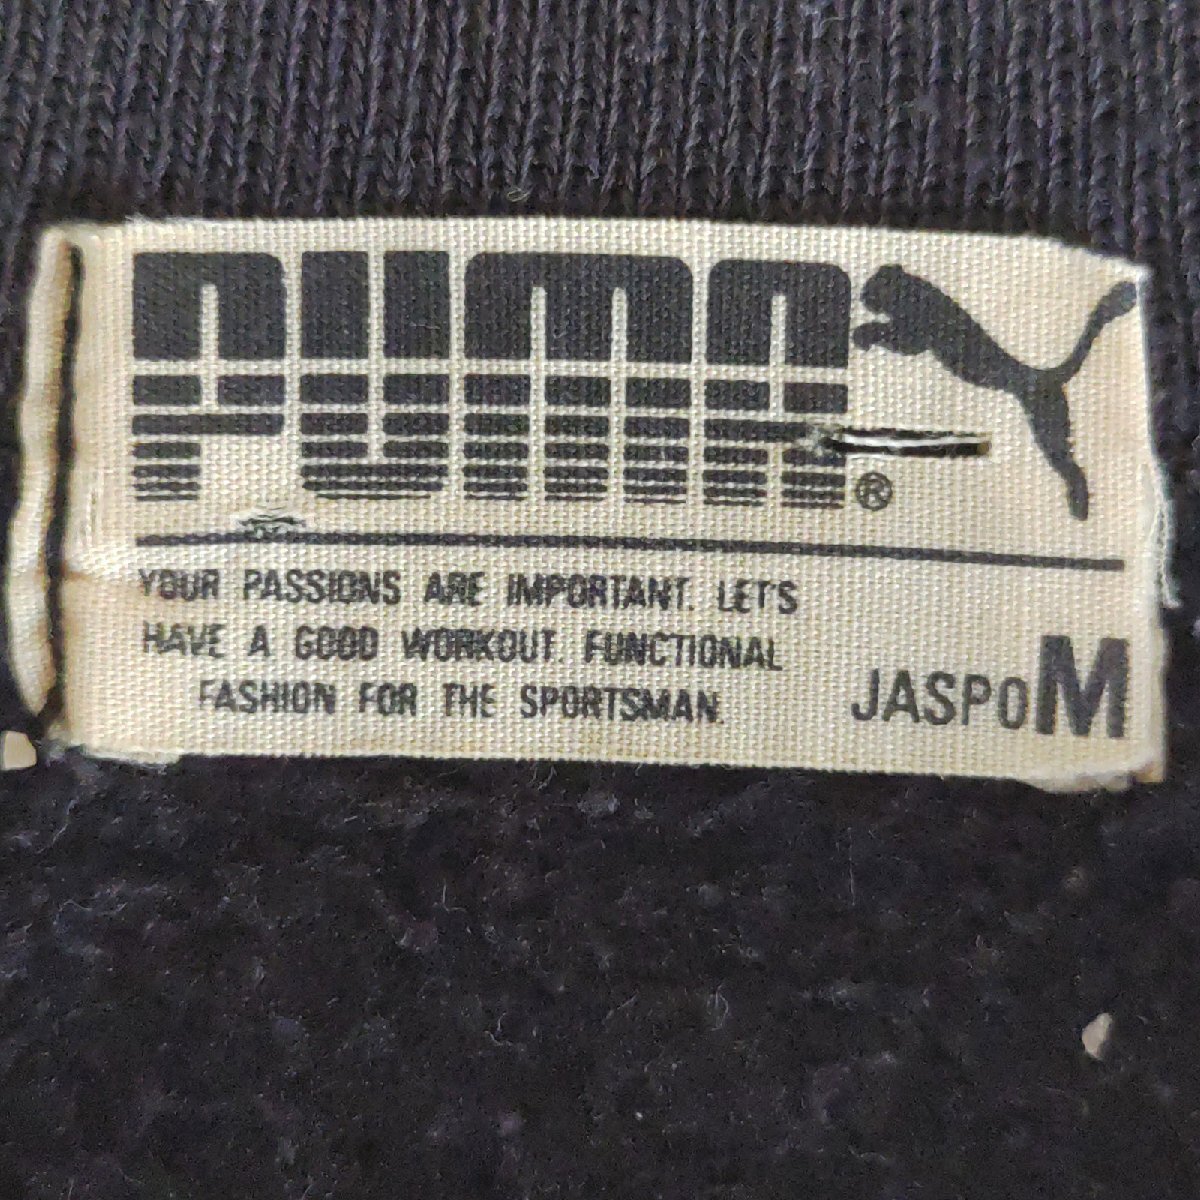 PUMA®
YOUR PASSIONS ARE IMPORTANT. LET'S
HAVE A GOOD WORKOUT. FUNCTIONAL
FASHION FOR THE SPORTSMAN.
JASPO M